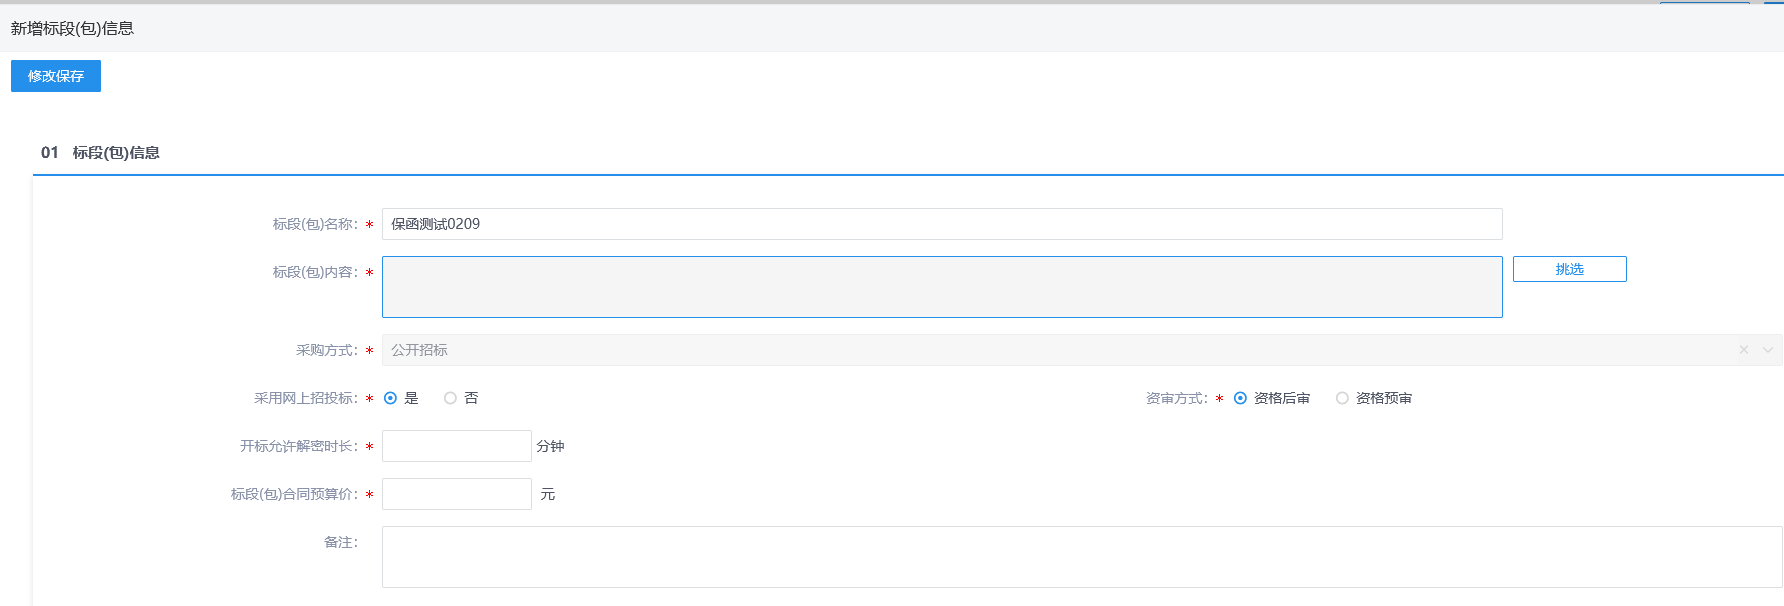 新增标段(包)信息
修改保存
01 标段(包)信息
标段(包)名称: * 保函测试0209
标段(包)内容: * 挑选
采购方式: * 公开招标
采用网上招投标: * 是 否 资审方式: * 资格后审 资格预审
开标允许解密时长: * 分钟
标段(包)合同预算价: * 元
备注: